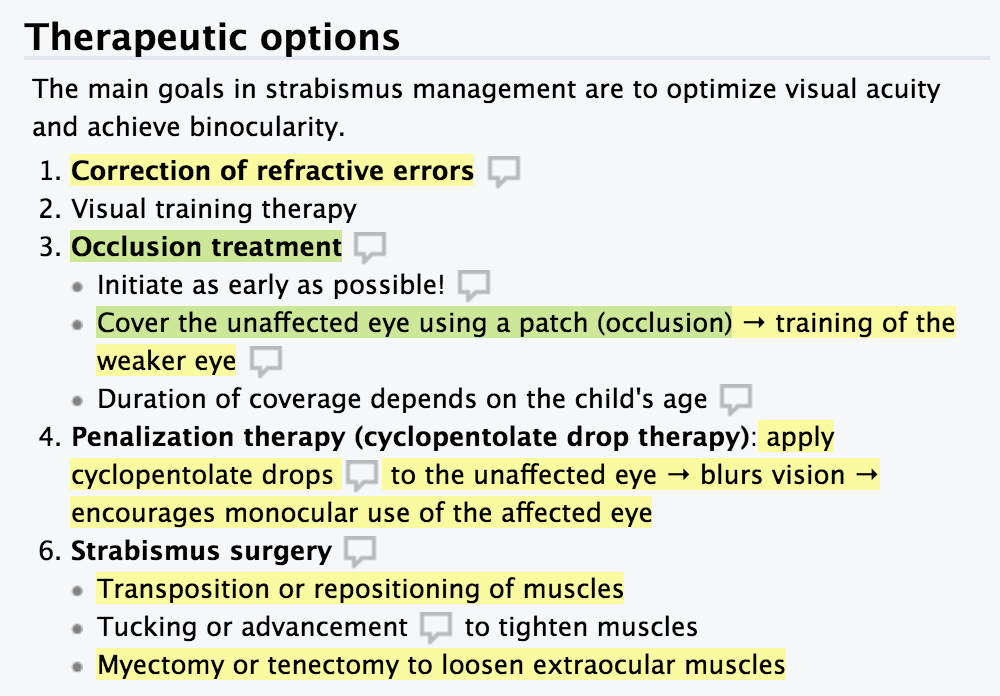 Therapeutic options
The main goals in strabismus management are to optimize visual acuity
and achieve binocularity.
1. Correction of refractive errors
2. Visual training therapy
3. Occlusion treatment
• Initiate as early as possible!
• Cover the unaffected eye using a patch (occlusion) → training of the
weaker eye
• Duration of coverage depends on the child's age
4. Penalization therapy (cyclopentolate drop therapy): apply
cyclopentolate drops to the unaffected eye → blurs vision →
encourages monocular use of the affected eye
6. Strabismus surgery
• Transposition or repositioning of muscles
• Tucking or advancement to tighten muscles
• Myectomy or tenectomy to loosen extraocular muscles